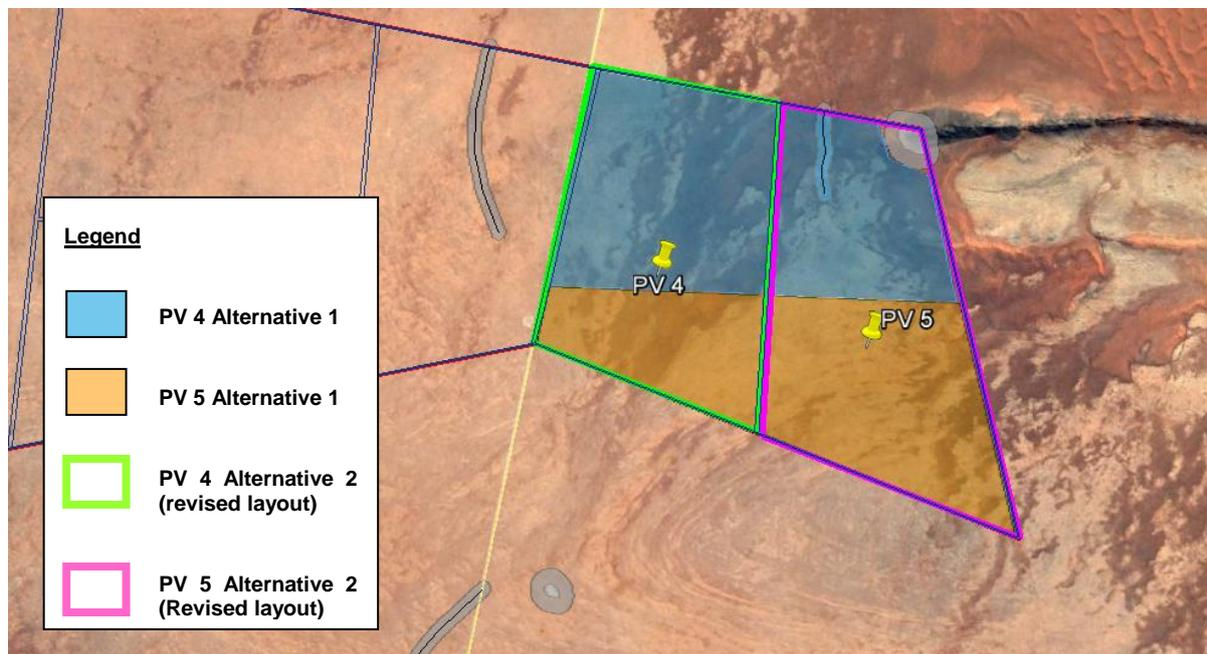 Legend
PV 4 Alternative 1
PV 5 Alternative 1
PV 4 Alternative 2
(revised layout)
PV 5 Alternative 2
(Revised layout)
PV 4
PV 5